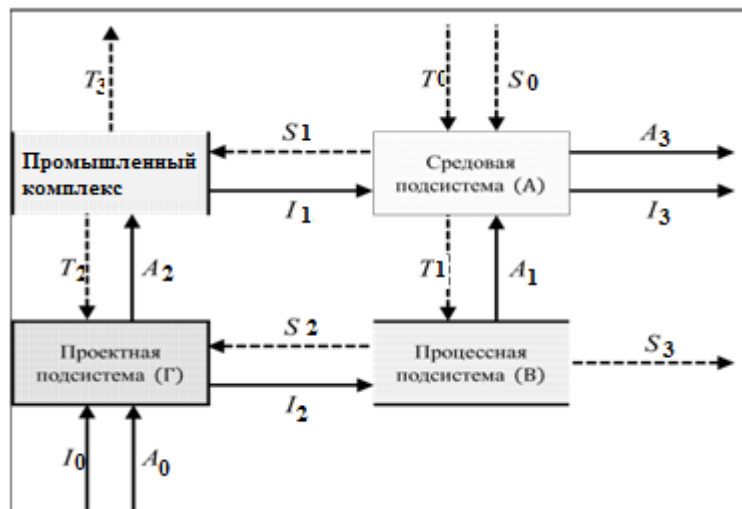 T3
T0
S0
S1
A3
Промышленный
комплекс
Средовая
подсистема (А)
I1
I3
T2
A2
T1
A1
S2
S3
Проектная
подсистема (Г)
Процессная
подсистема (В)
I2
I0
A0